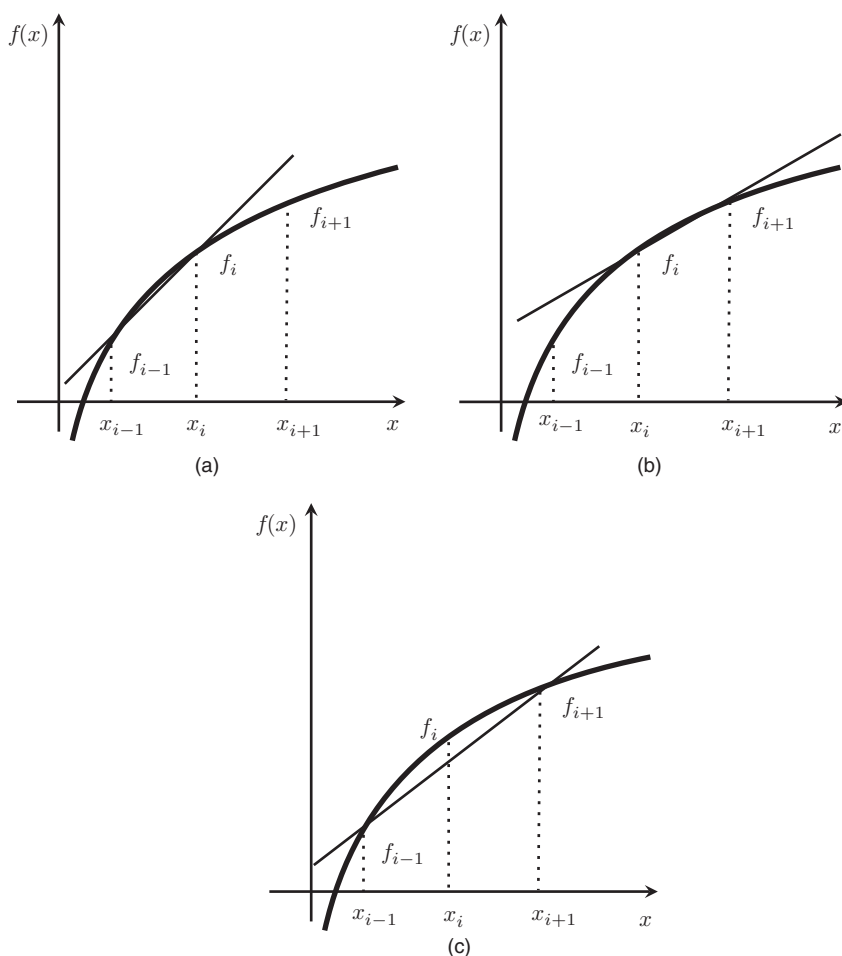 f(x)
f_{i+1}
f_i
f_{i−1}
x_{i−1} x_i x_{i+1} x
(a)
f(x)
f_{i+1}
f_i
f_{i−1}
x_{i−1} x_i x_{i+1} x
(b)
f(x)
f_{i+1}
f_i
f_{i−1}
x_{i−1} x_i x_{i+1} x
(c)